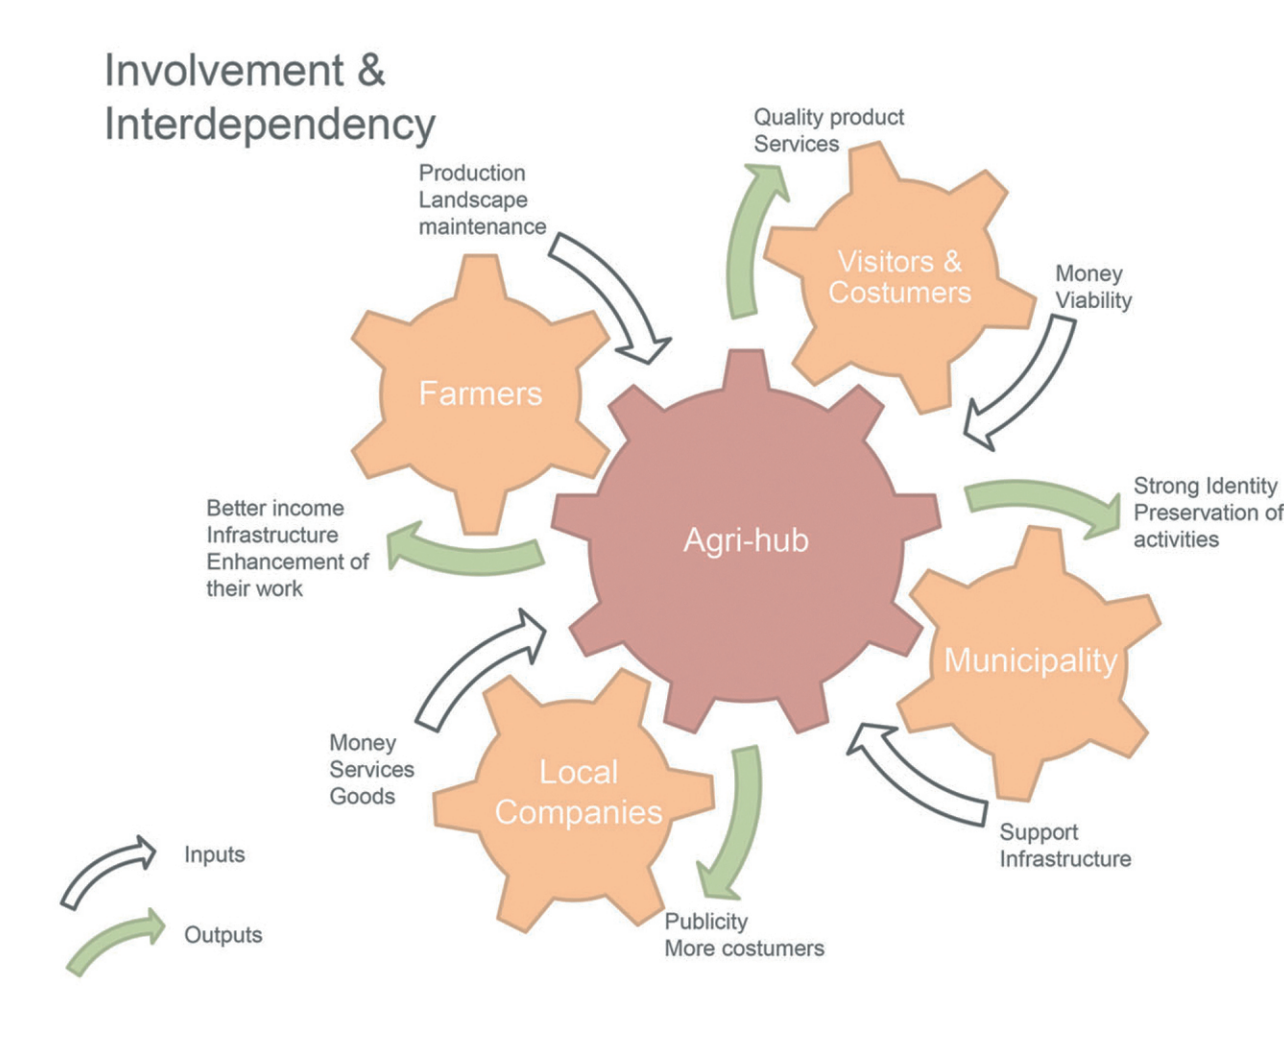 Involvement &
Interdependency
Quality product
Services
Production
Landscape
maintenance
Visitors &
Costumers
Money
Viability
Farmers
Strong Identity
Preservation of
activities
Better income
Infrastructure
Enhancement of
their work
Agri-hub
Municipality
Money
Services
Goods
Local
Companies
Support
Infrastructure
Inputs
Publicity
More costumers
Outputs